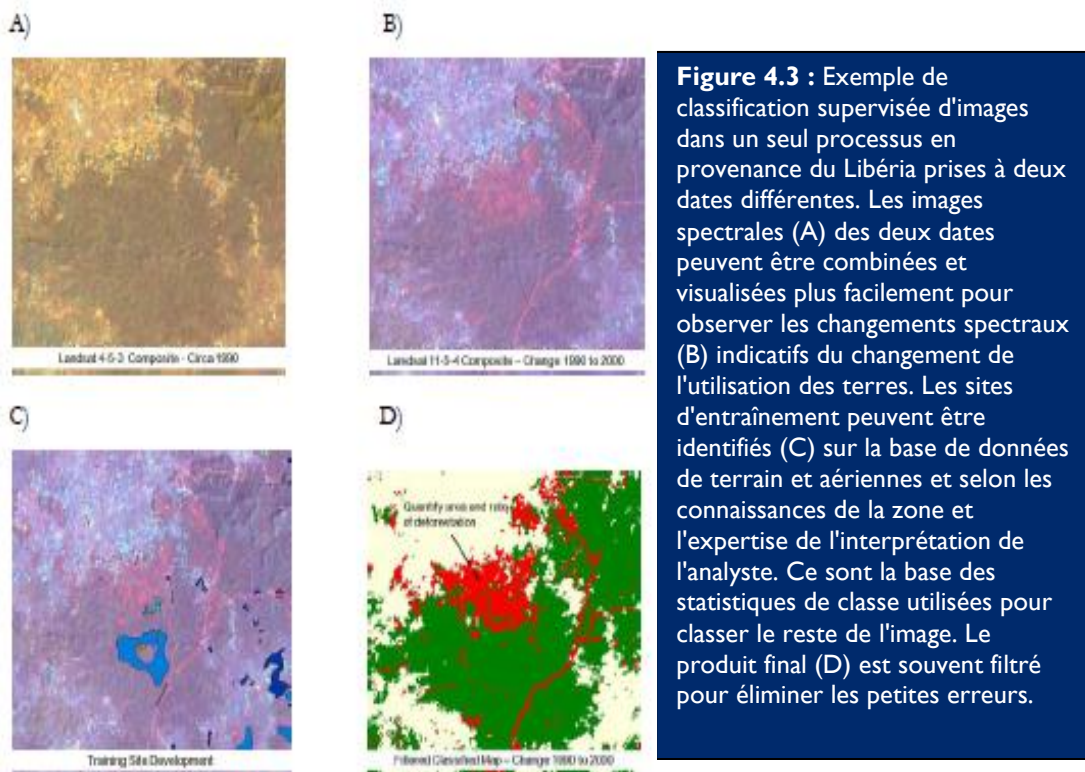 A)
B)
Landsat 4-5-3 Composite - Circa 1990
Landsat 11-5-4 Composite – Change 1990 to 2000
C)
D)
Quantify area and rate
of deforestation
Training Site Development
Filtered Classified Map – Change 1990 to 2000
Figure 4.3 : Exemple de
classification supervisée d'images
dans un seul processus en
provenance du Libéria prises à deux
dates différentes. Les images
spectrales (A) des deux dates
peuvent être combinées et
visualisées plus facilement pour
observer les changements spectraux
(B) indicatifs du changement de
l'utilisation des terres. Les sites
d'entraînement peuvent être
identifiés (C) sur la base de données
de terrain et aériennes et selon les
connaissances de la zone et
l'expertise de l'interprétation de
l'analyste. Ce sont la base des
statistiques de classe utilisées pour
classer le reste de l'image. Le
produit final (D) est souvent filtré
pour éliminer les petites erreurs.